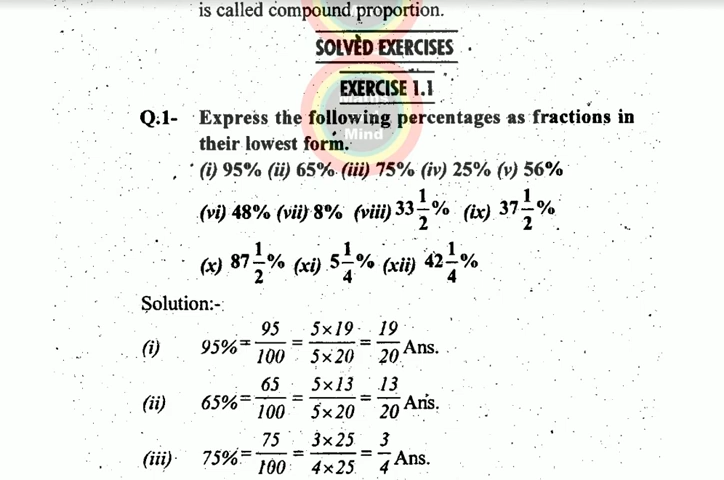 is called compound proportion.
SOLVED EXERCISES
EXERCISE 1.1
Q.1- Express the following percentages as fractions in
their lowest form.
Mind
(i) 95% (ii) 65% (iii) 75% (iv) 25% (v) 56%
(vi) 48% (vii) 8% (viii) 33 1/2% (ix) 37 1/2%
(x) 87 1/2% (xi) 5 1/4% (xii) 42 1/4%
Solution:-
(i) 95% = 95/100 = 5×19/5×20 = 19/20 Ans.
(ii) 65% = 65/100 = 5×13/5×20 = 13/20 Ans.
(iii) 75% = 75/100 = 3×25/4×25 = 3/4 Ans.